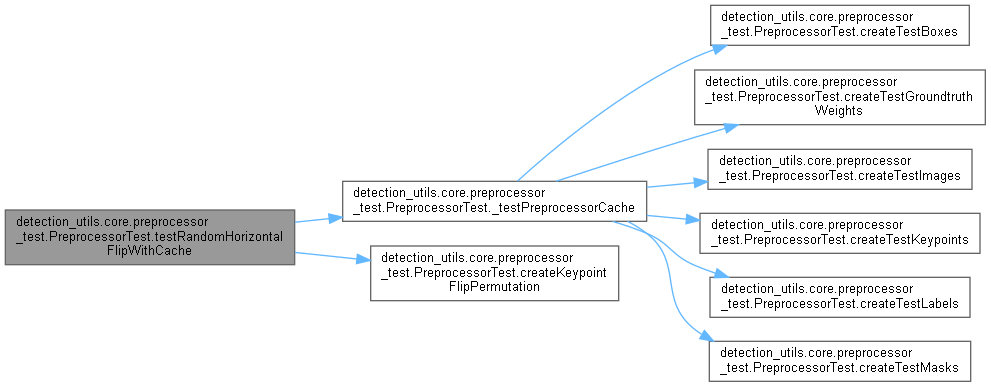 detection_utils.core.preprocessor
_test.PreprocessorTest.testRandomHorizontal
FlipWithCache
detection_utils.core.preprocessor
_test.PreprocessorTest._testPreprocessorCache
detection_utils.core.preprocessor
_test.PreprocessorTest.createKeypoint
FlipPermutation
detection_utils.core.preprocessor
_test.PreprocessorTest.createTestBoxes
detection_utils.core.preprocessor
_test.PreprocessorTest.createTestGroundtruth
Weights
detection_utils.core.preprocessor
_test.PreprocessorTest.createTestImages
detection_utils.core.preprocessor
_test.PreprocessorTest.createTestKeypoints
detection_utils.core.preprocessor
_test.PreprocessorTest.createTestLabels
detection_utils.core.preprocessor
_test.PreprocessorTest.createTestMasks